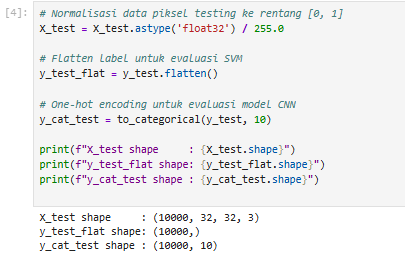 [4]: # Normalisasi data piksel testing ke rentang [0, 1]
X_test = X_test.astype('float32') / 255.0
# Flatten label untuk evaluasi SVM
y_test_flat = y_test.flatten()
# One-hot encoding untuk evaluasi model CNN
y_cat_test = to_categorical(y_test, 10)
print(f"X_test shape     : {X_test.shape}")
print(f"y_test_flat shape: {y_test_flat.shape}")
print(f"y_cat_test shape : {y_cat_test.shape}")
X_test shape     : (10000, 32, 32, 3)
y_test_flat shape: (10000,)
y_cat_test shape : (10000, 10)